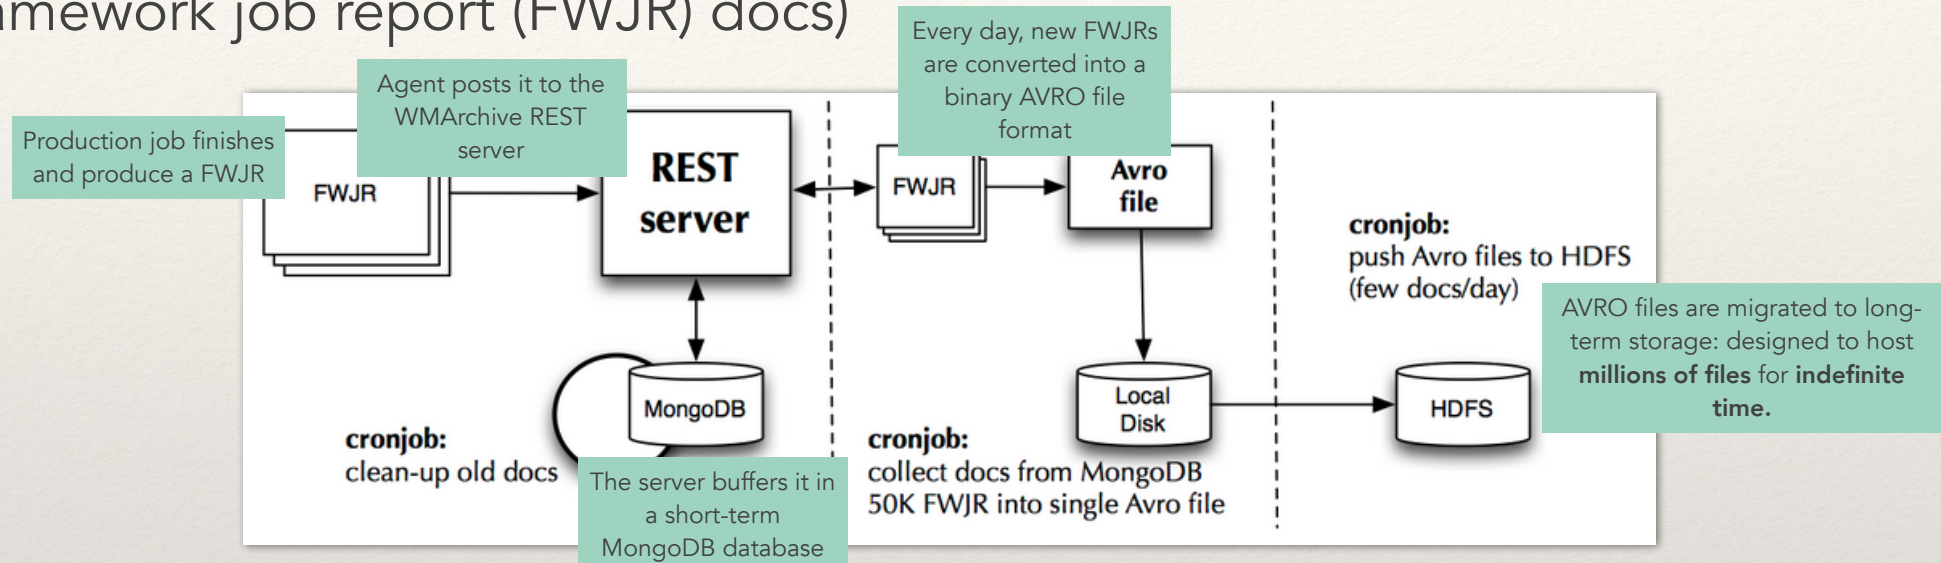 amework job report (FWJR) docs)
Production job finishes
and produce a FWJR
Agent posts it to the
WMArchive REST
server
Every day, new FWJRs
are converted into a
binary AVRO file
format
FWJR
REST
server
FWJR
Avro
file
cronjob:
push Avro files to HDFS
(few docs/day)
AVRO files are migrated to long-
term storage: designed to host
millions of files for indefinite
time.
MongoDB
Local
Disk
HDFS
cronjob:
clean-up old docs
The server buffers it in
a short-term
MongoDB database
cronjob:
collect docs from MongoDB
50K FWJR into single Avro file